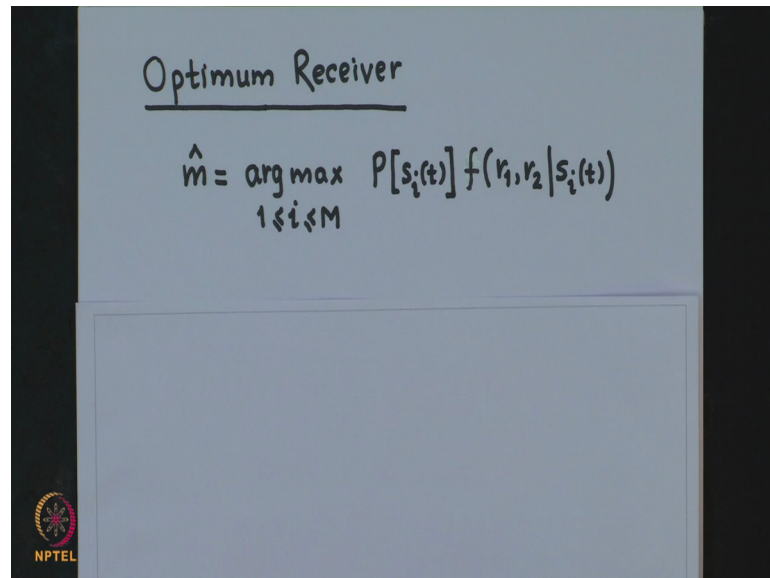 Optimum Receiver
m̂ = arg max P[sᵢ(t)] f(r₁, r₂ | sᵢ(t))
1 ≤ i ≤ M
NPTEL